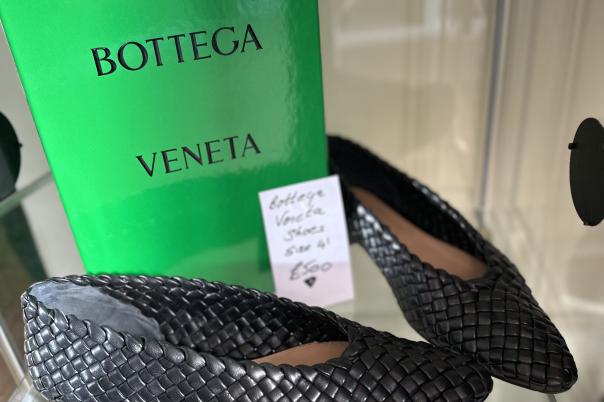 BOTTEGA
VENETA
Bottega
Veneta
Shoes
Size 41
£500